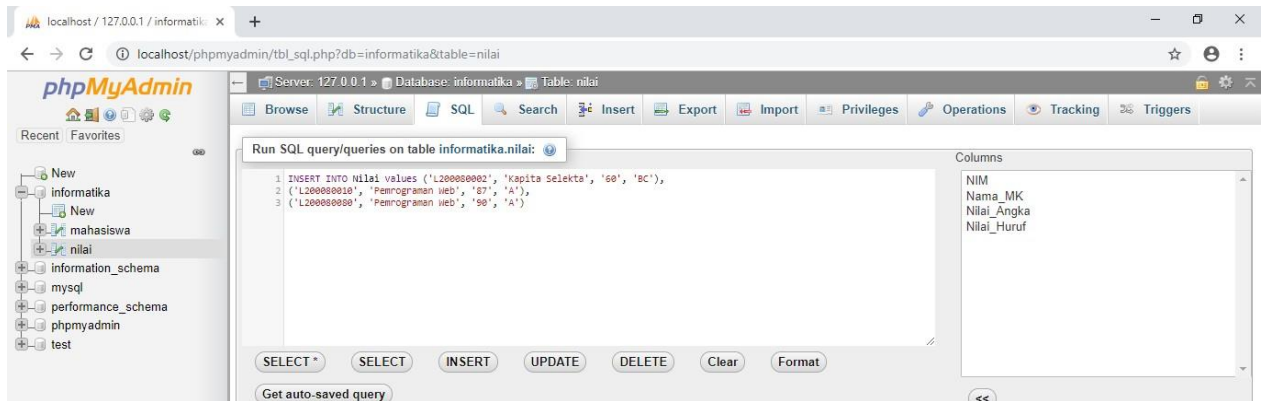 localhost / 127.0.0.1 / informatika
localhost/phpmyadmin/tbl_sql.php?db=informatika&table=nilai
phpMyAdmin
Recent Favorites
New
informatika
New
mahasiswa
nilai
information_schema
mysql
performance_schema
phpmyadmin
test
Server: 127.0.0.1 » Database: informatika » Table: nilai
Browse Structure SQL Search Insert Export Import Privileges Operations Tracking Triggers
Run SQL query/queries on table informatika.nilai:
1 INSERT INTO Nilai values ('L200080002', 'Kapita Selekta', '60', 'BC'),
2 ('L200080010', 'Pemrograman Web', '87', 'A'),
3 ('L200080080', 'Pemrograman Web', '90', 'A')
SELECT * SELECT INSERT UPDATE DELETE Clear Format
Get auto-saved query
Columns
NIM
Nama_MK
Nilai_Angka
Nilai_Huruf
<<